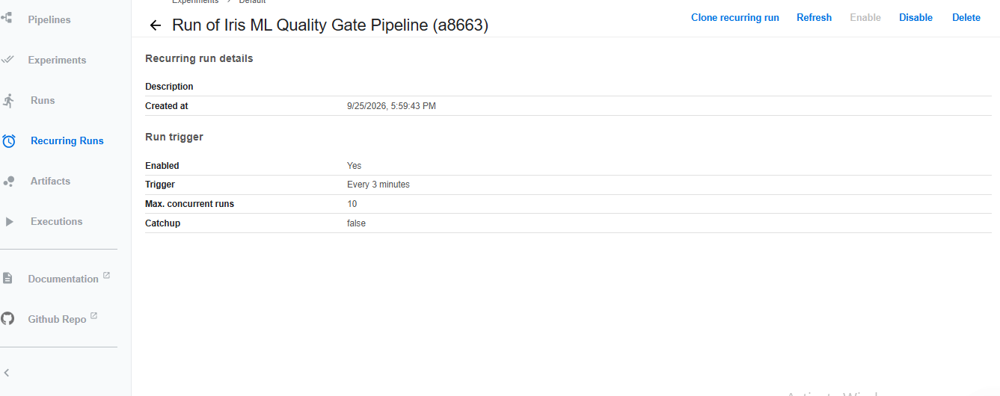 Experiments > Default
Run of Iris ML Quality Gate Pipeline (a8663)
Clone recurring run
Refresh
Enable
Disable
Delete
Pipelines
Experiments
Runs
Recurring Runs
Artifacts
Executions
Documentation
Github Repo
Recurring run details
Description
Created at 9/25/2026, 5:59:43 PM
Run trigger
Enabled Yes
Trigger Every 3 minutes
Max. concurrent runs 10
Catchup false